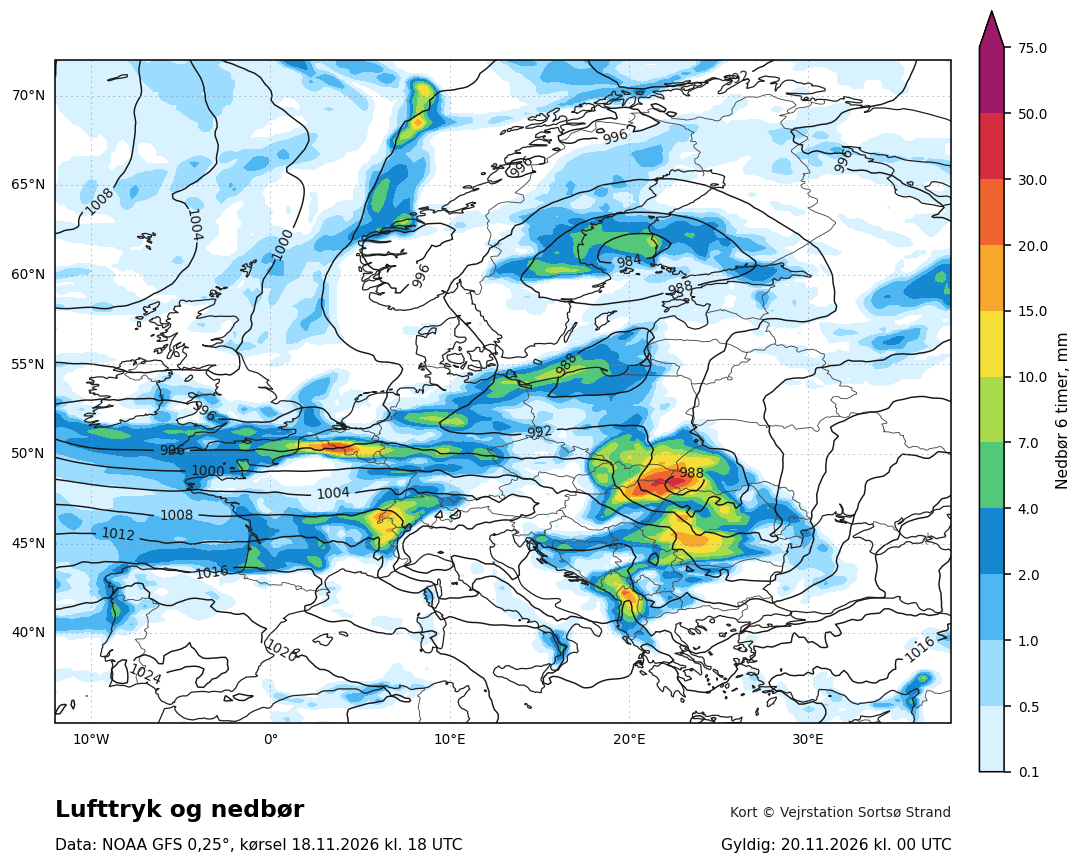 75.0
50.0
30.0
20.0
15.0
10.0
7.0
4.0
2.0
1.0
0.5
0.1
Nedbør 6 timer, mm
70°N
65°N
60°N
55°N
50°N
45°N
40°N
10°W
0°
10°E
20°E
30°E
992
996
996
996
1008
1004
1000
996
984
988
988
996
992
996
1000
988
1004
1008
1012
1016
1020
1016
1024
Lufttryk og nedbør
Kort © Vejrstation Sortsø Strand
Data: NOAA GFS 0,25°, kørsel 18.11.2026 kl. 18 UTC
Gyldig: 20.11.2026 kl. 00 UTC